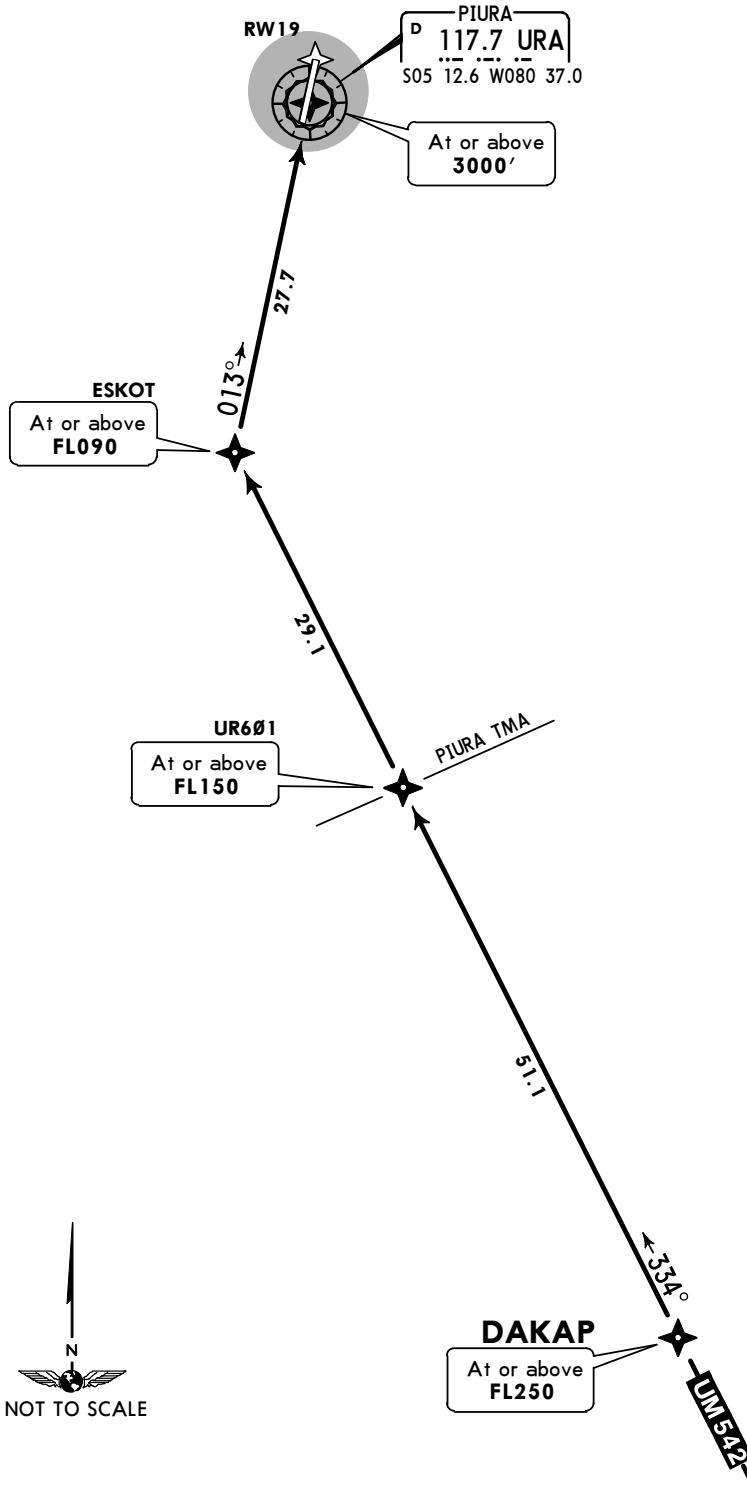 RW19
PIURA
D 117.7 URA
S05 12.6 W080 37.0
At or above
3000′
27.7
013°
ESKOT
At or above
FL090
29.1
UR6Ø1
PIURA TMA
At or above
FL150
51.1
334°
DAKAP
At or above
FL250
UM542
N
NOT TO SCALE